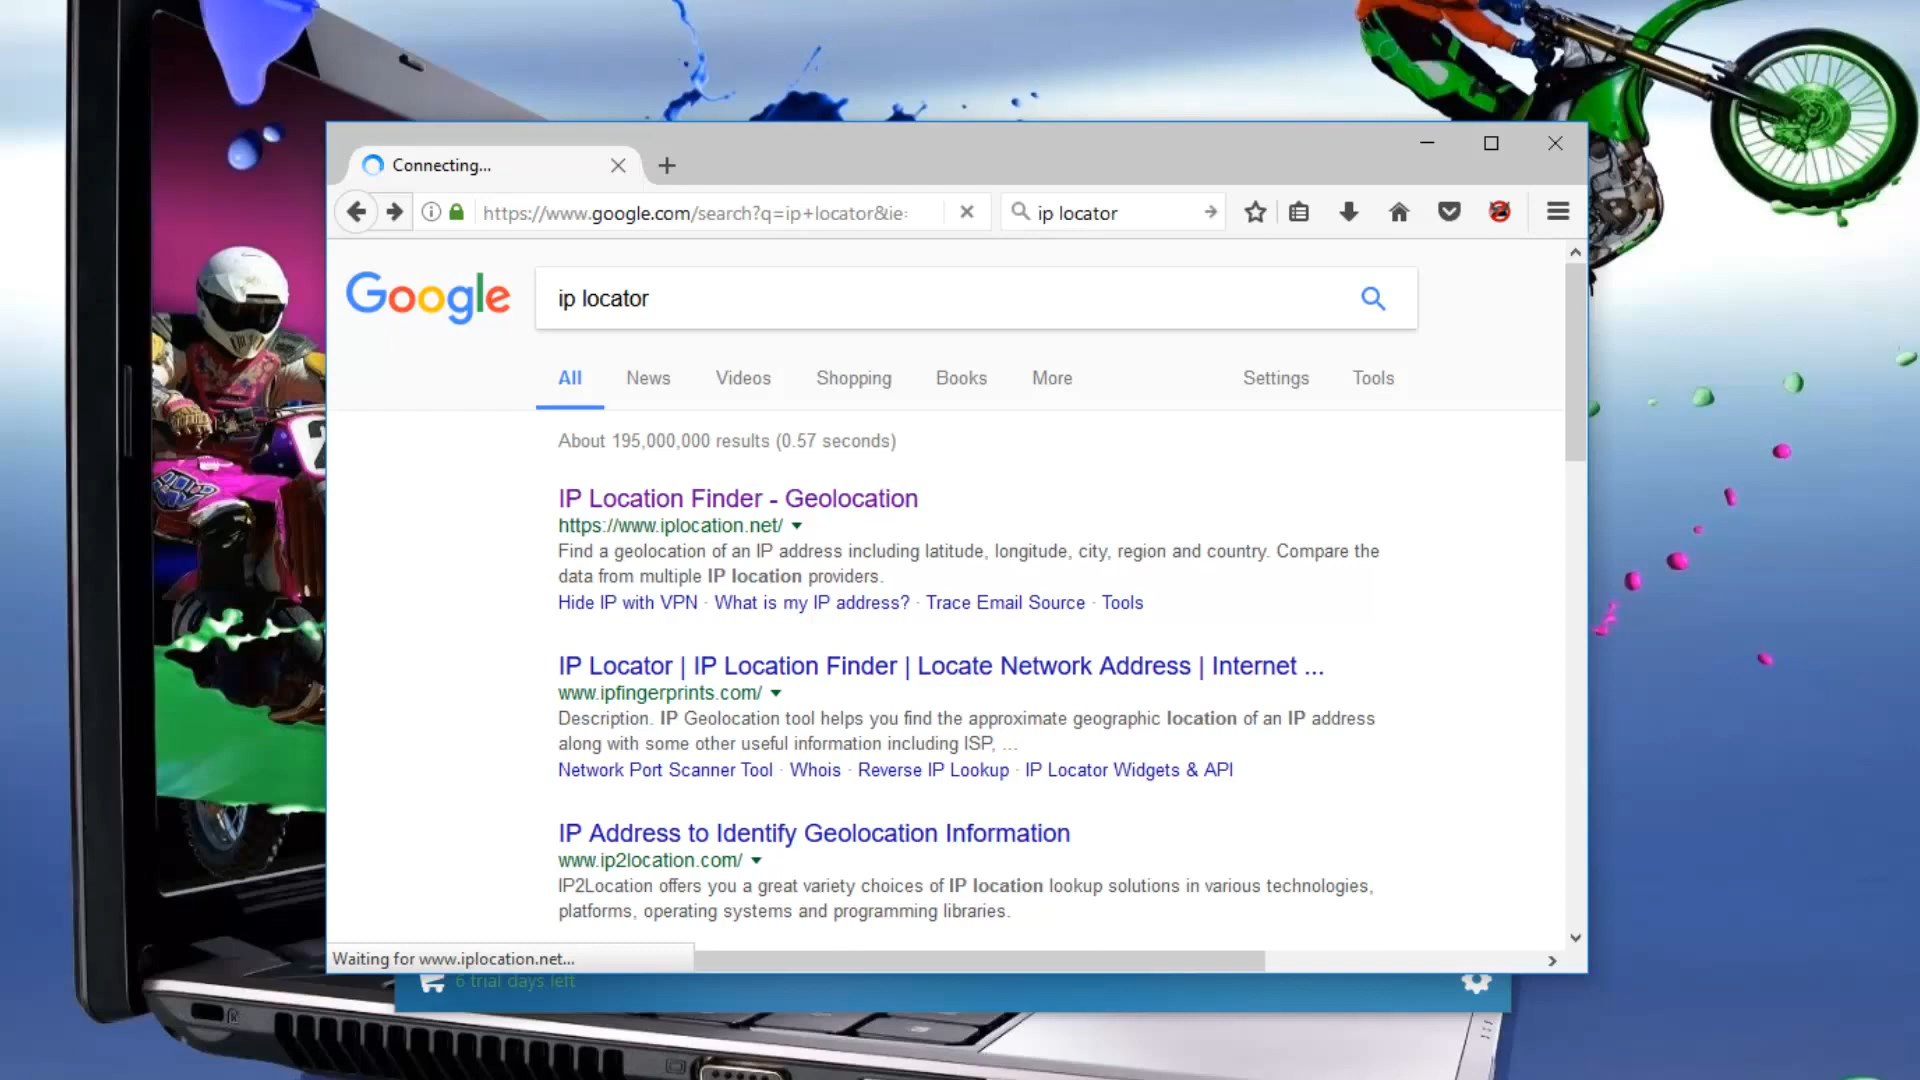 Connecting...
https://www.google.com/search?q=ip+locator&ie:
ip locator
Google
ip locator
All News Videos Shopping Books More Settings Tools
About 195,000,000 results (0.57 seconds)
IP Location Finder - Geolocation
https://www.iplocation.net/
Find a geolocation of an IP address including latitude, longitude, city, region and country. Compare the
data from multiple IP location providers.
Hide IP with VPN · What is my IP address? · Trace Email Source · Tools
IP Locator | IP Location Finder | Locate Network Address | Internet ...
www.ipfingerprints.com/
Description. IP Geolocation tool helps you find the approximate geographic location of an IP address
along with some other useful information including ISP, ...
Network Port Scanner Tool · Whois · Reverse IP Lookup · IP Locator Widgets & API
IP Address to Identify Geolocation Information
www.ip2location.com/
IP2Location offers you a great variety choices of IP location lookup solutions in various technologies,
platforms, operating systems and programming libraries.
Waiting for www.iplocation.net...
6 trial days left